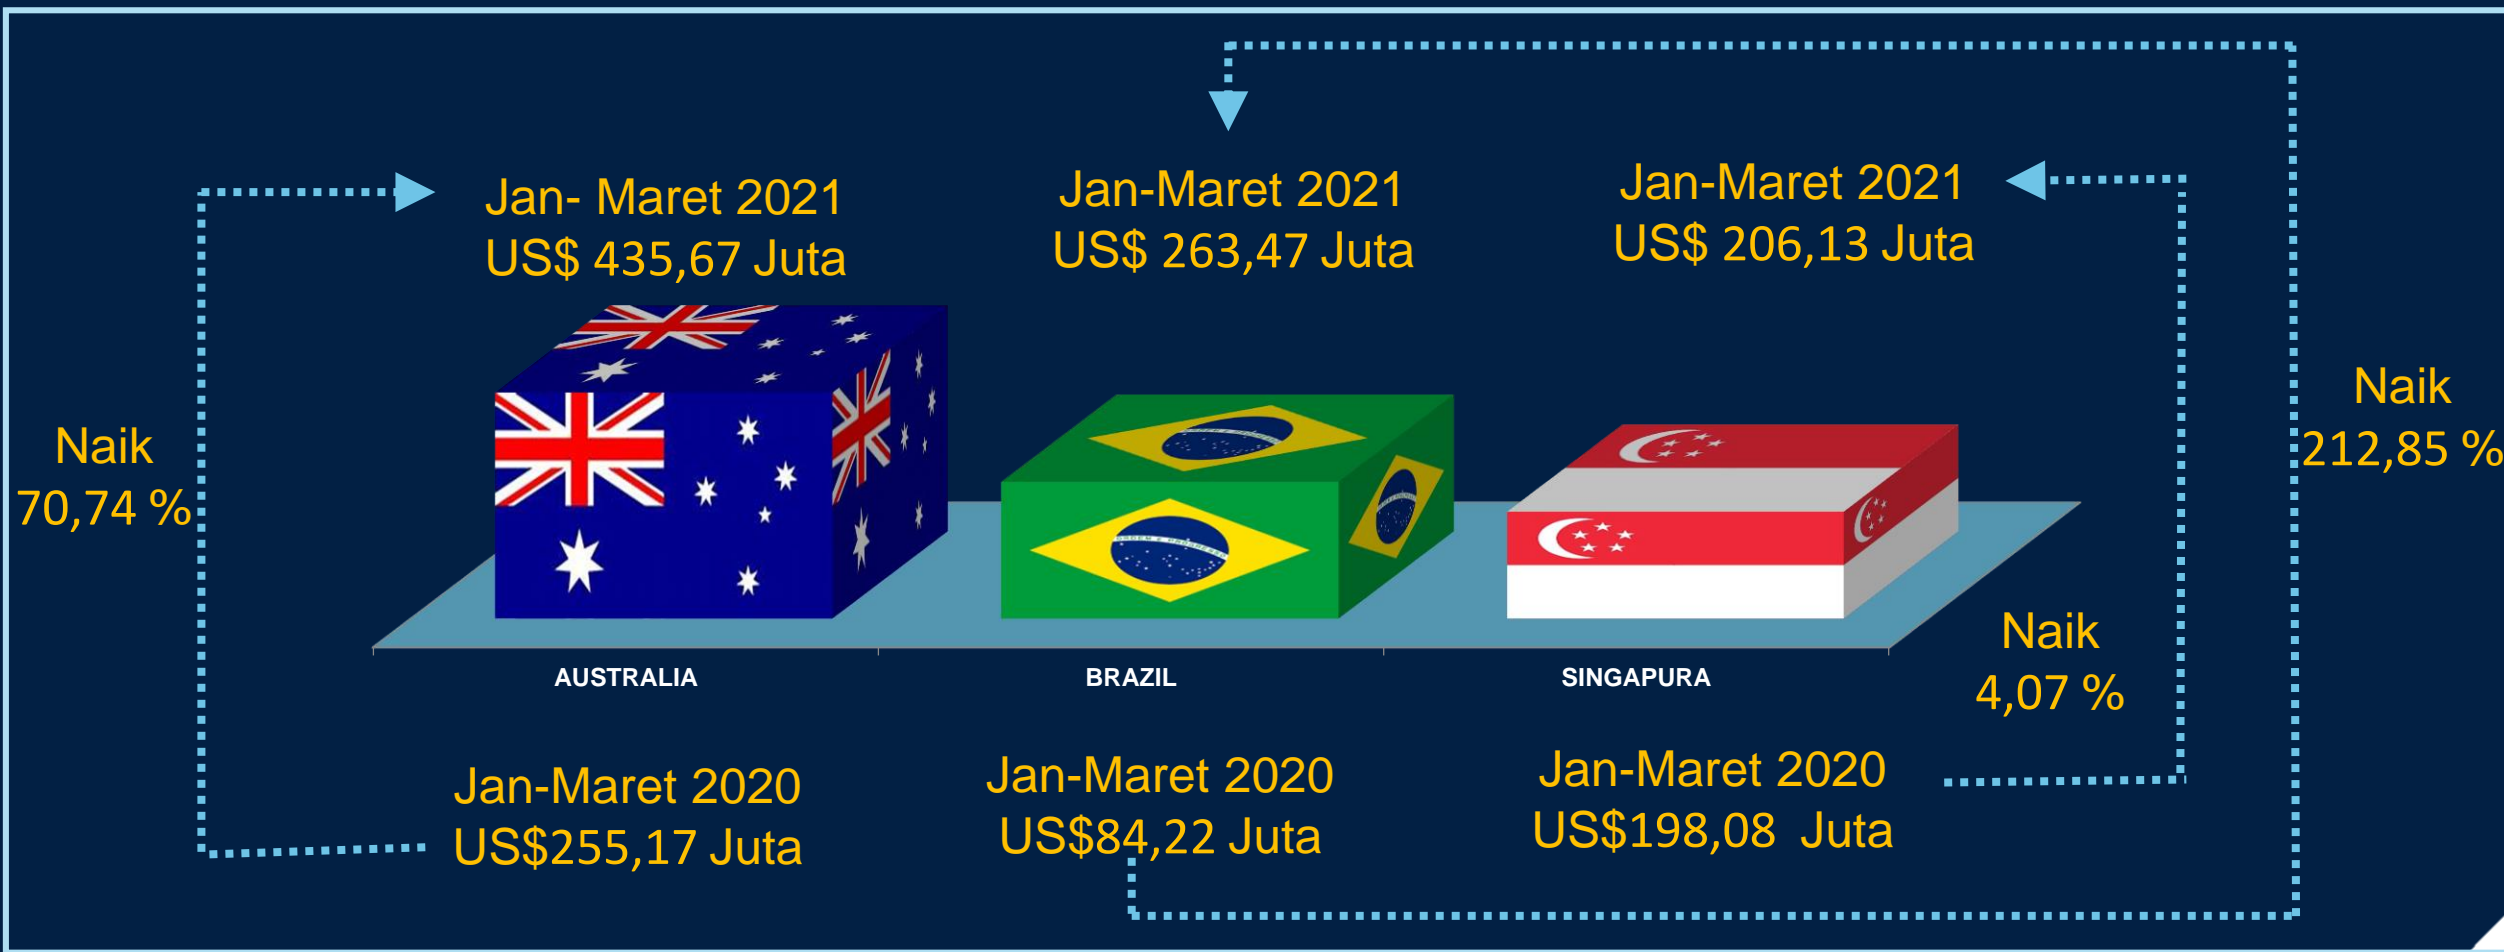 Jan- Maret 2021
US$ 435,67 Juta
Jan-Maret 2021
US$ 263,47 Juta
Jan-Maret 2021
US$ 206,13 Juta
Naik
70,74 %
Naik
212,85 %
Naik
4,07 %
AUSTRALIA
BRAZIL
SINGAPURA
Jan-Maret 2020
US$255,17 Juta
Jan-Maret 2020
US$84,22 Juta
Jan-Maret 2020
US$198,08 Juta